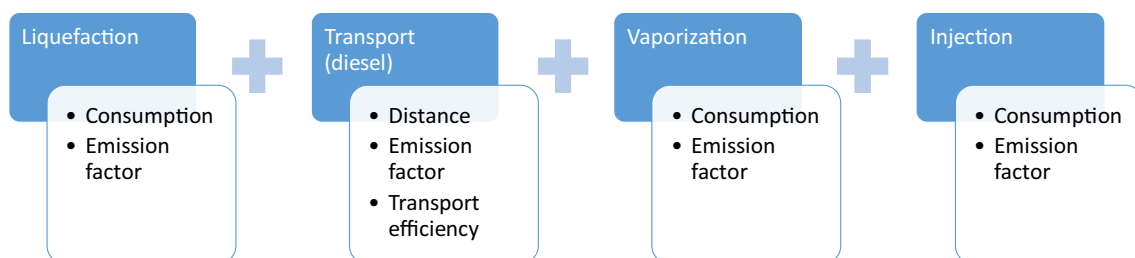 Liquefaction
• Consumption
• Emission
factor
Transport
(diesel)
• Distance
• Emission
factor
• Transport
efficiency
Vaporization
• Consumption
• Emission
factor
Injection
• Consumption
• Emission
factor